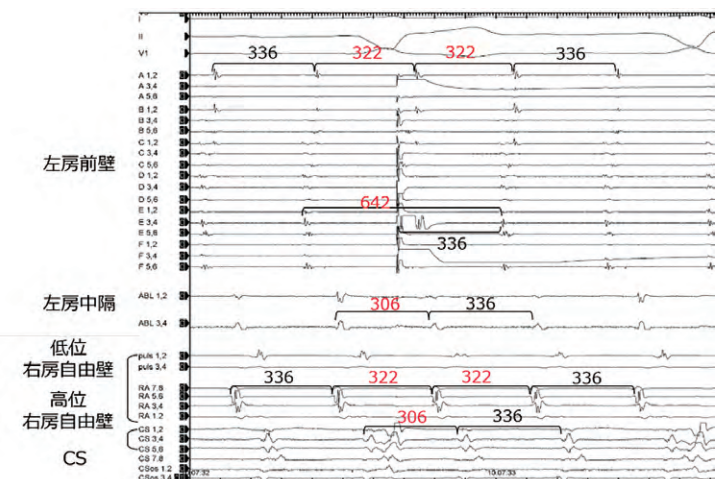 I
II
V1
336 322 322 336
A 1,2
A 3,4
A 5,6
B 1,2
B 3,4
B 5,6
C 1,2
C 3,4
C 5,6
D 1,2
D 3,4
D 5,6
左房前壁
642
E 1,2
E 3,4
E 5,6
336
F 1,2
F 3,4
F 5,6
左房中隔
ABL 1,2
306 336
ABL 3,4
低位
右房自由壁
puls 1,2
puls 3,4
336 322 322 336
高位
右房自由壁
RA 7,8
RA 5,6
RA 3,4
RA 1,2
306 336
CS
CS 1,2
CS 3,4
CS 5,6
CS 7,8
CSos 1,2
CSos 3,4
07:32 10:07:33